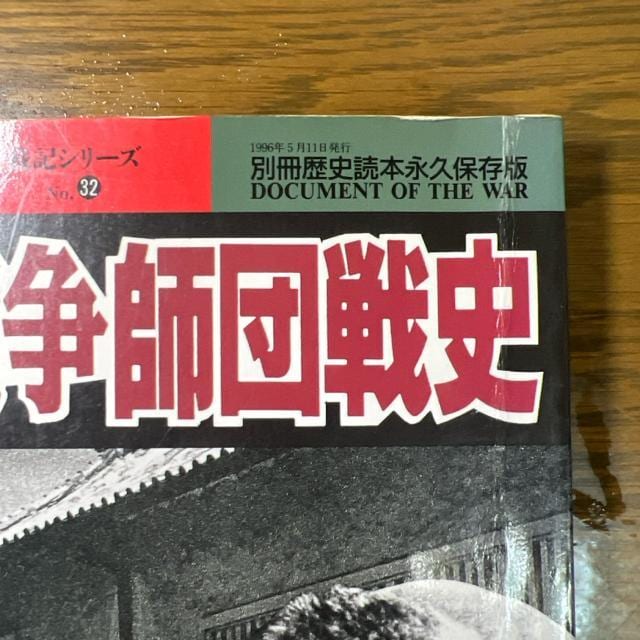 戦記シリーズ
No. 32
1996年5月11日発行
別冊歴史読本永久保存版
DOCUMENT OF THE WAR
争師団戦史